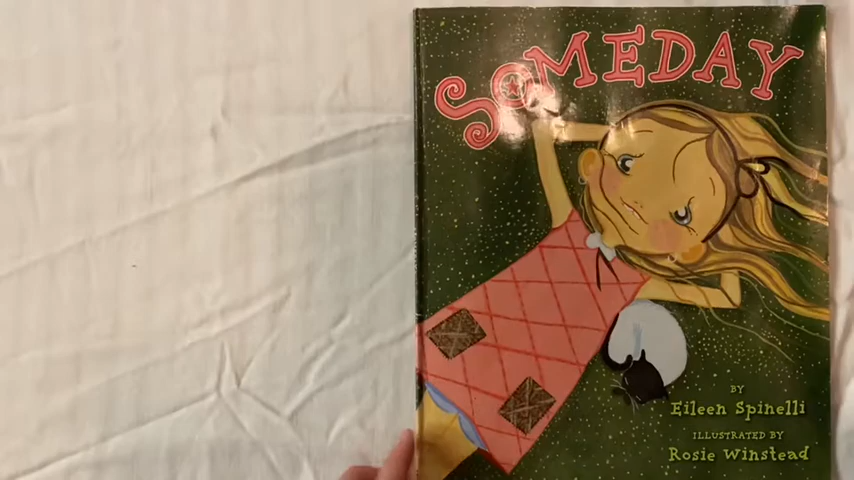 SOMEDAY
BY
Eileen Spinelli
ILLUSTRATED BY
Rosie Winstead